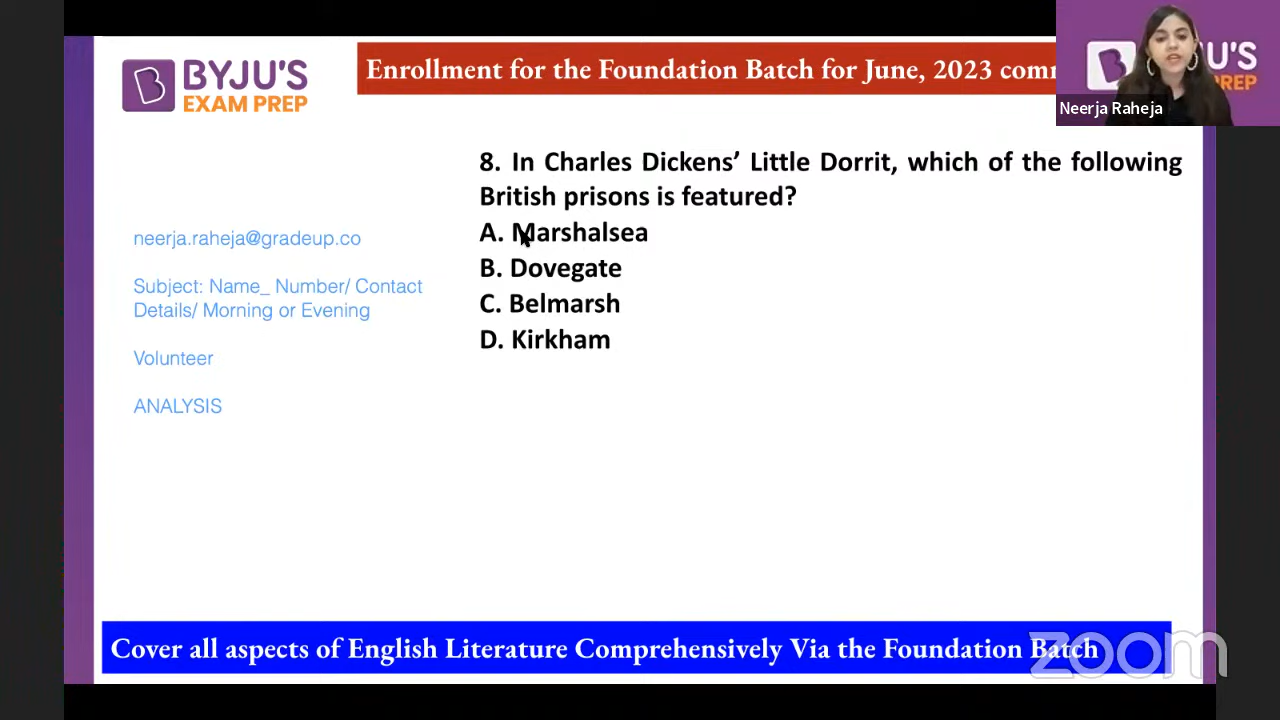 BYJU'S
EXAM PREP
Enrollment for the Foundation Batch for June, 2023 comm
YJU'S
EP
Neerja Raheja
8. In Charles Dickens’ Little Dorrit, which of the following
British prisons is featured?
A. Marshalsea
B. Dovegate
C. Belmarsh
D. Kirkham
neerja.raheja@gradeup.co
Subject: Name_ Number/ Contact
Details/ Morning or Evening
Volunteer
ANALYSIS
Cover all aspects of English Literature Comprehensively Via the Foundation Batch
zoom